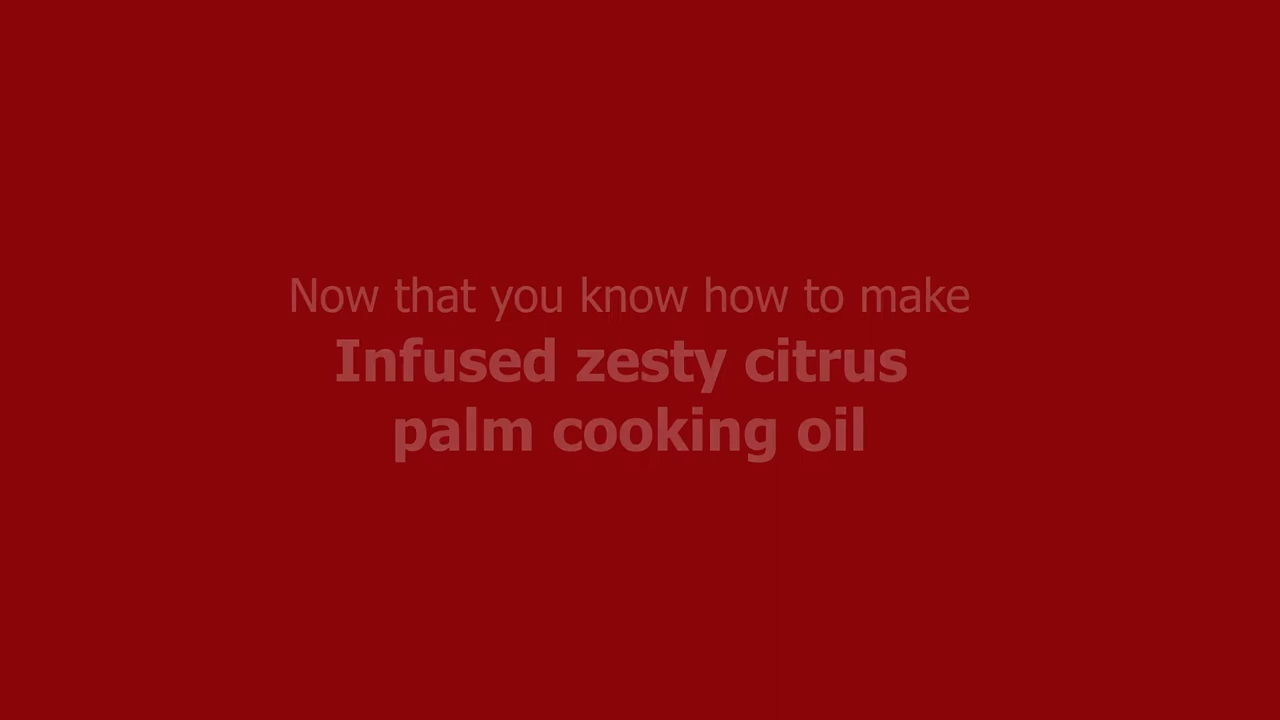 Now that you know how to make
Infused zesty citrus
palm cooking oil